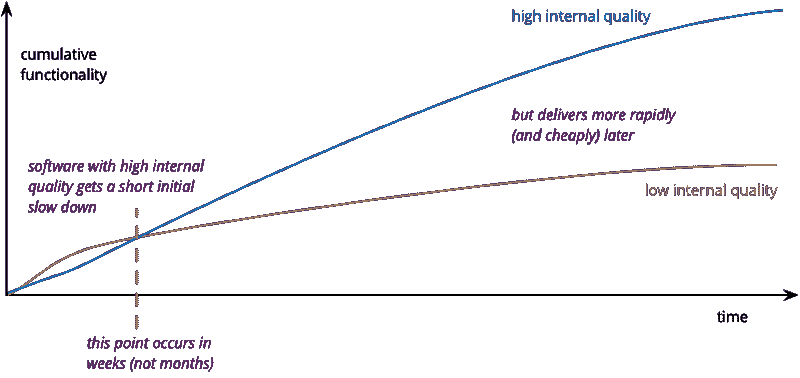 high internal quality
cumulative
functionality
but delivers more rapidly
(and cheaply) later
software with high internal
quality gets a short initial
slow down
low internal quality
time
this point occurs in
weeks (not months)